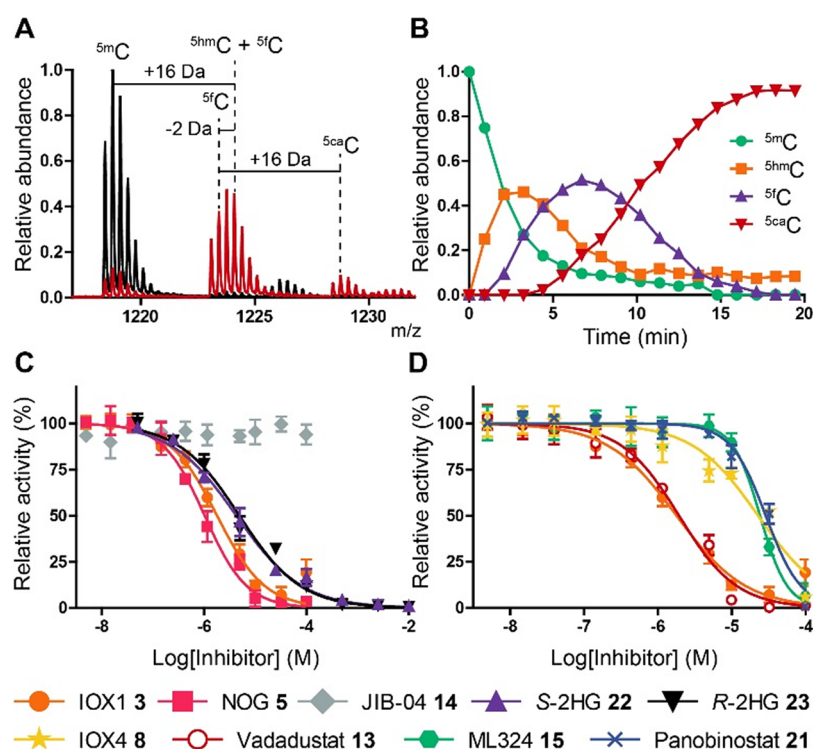 A
⁵ᵐC
⁵ʰᵐC + ⁵ᶠC
+16 Da
⁵ᶠC
-2 Da
⁵ᶜᵃC
+16 Da
Relative abundance
1.0
0.8
0.6
0.4
0.2
0.0
1220
1225
1230
m/z
B
Relative abundance
1.0
0.8
0.6
0.4
0.2
0.0
⁵ᵐC
⁵ʰᵐC
⁵ᶠC
⁵ᶜᵃC
0
5
10
15
20
Time (min)
C
Relative activity (%)
100
75
50
25
0
-8
-6
-4
-2
Log[Inhibitor] (M)
D
Relative activity (%)
100
75
50
25
0
-8
-7
-6
-5
-4
Log[Inhibitor] (M)
IOX1 3
NOG 5
JIB-04 14
S-2HG 22
R-2HG 23
IOX4 8
Vadadustat 13
ML324 15
Panobinostat 21